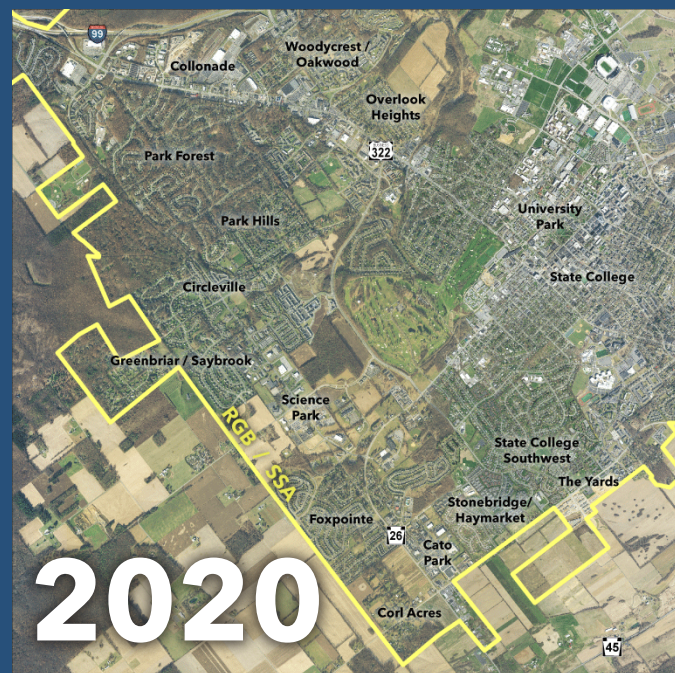 99
Woodycrest /
Oakwood
Collonade
Overlook
Heights
322
Park Forest
Park Hills
University
Park
State College
Circleville
Greenbriar / Saybrook
Science
Park
RGB / SSA
State College
Southwest
The Yards
Stonebridge/
Haymarket
Foxpointe
26
Cato
Park
Corl Acres
45
2020